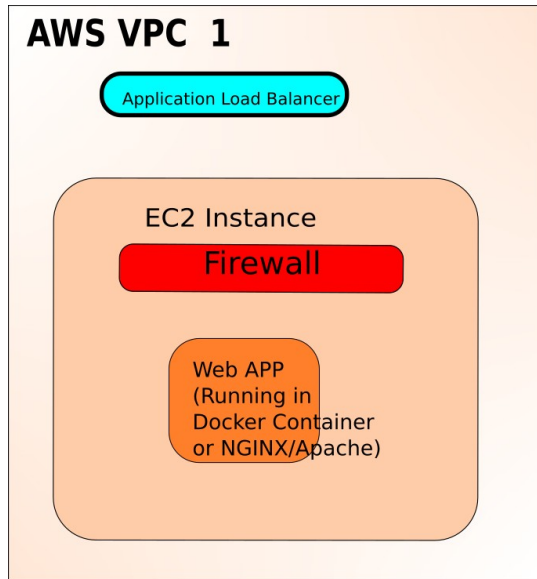 AWS VPC 1
Application Load Balancer
EC2 Instance
Firewall
Web APP
(Running in
Docker Container
or NGINX/Apache)